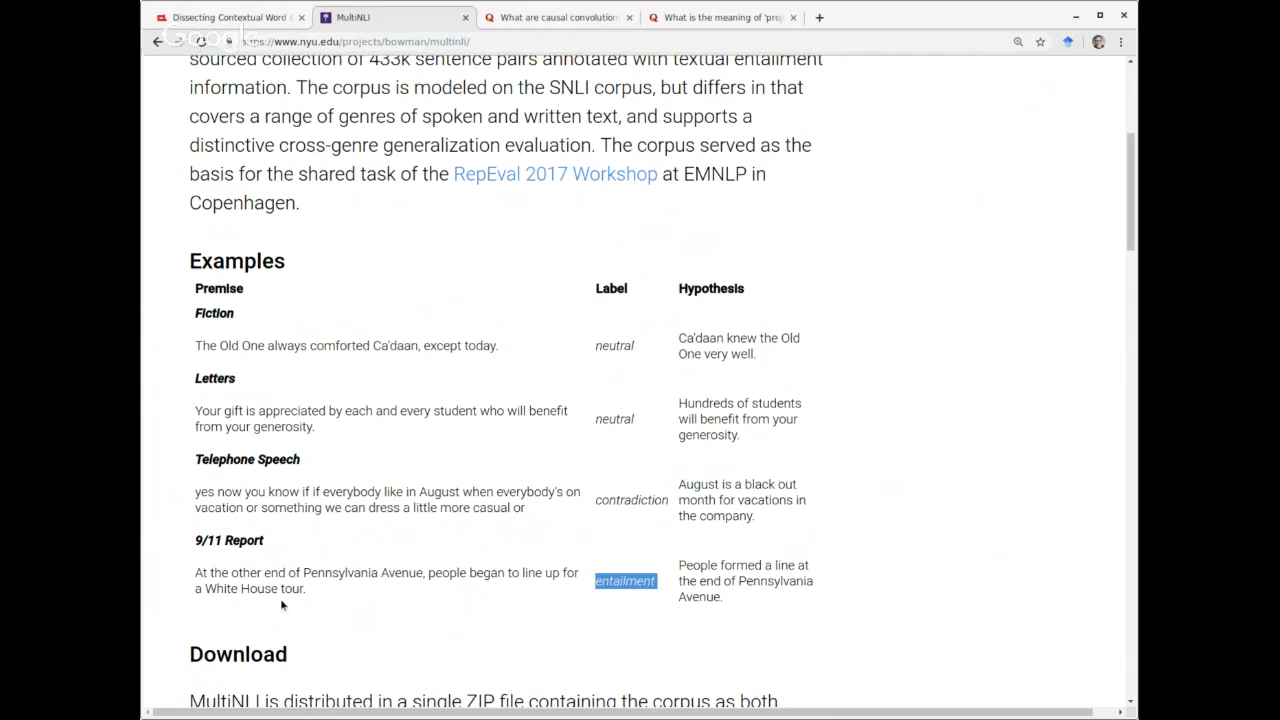 Dissecting Contextual Word
MultiNLI
What are causal convolution
What is the meaning of 'proj
Google
https://www.nyu.edu/projects/bowman/multinli/
sourced collection of 433k sentence pairs annotated with textual entailment
information. The corpus is modeled on the SNLI corpus, but differs in that
covers a range of genres of spoken and written text, and supports a
distinctive cross-genre generalization evaluation. The corpus served as the
basis for the shared task of the RepEval 2017 Workshop at EMNLP in
Copenhagen.
Examples
Premise Label Hypothesis
Fiction
The Old One always comforted Ca'daan, except today. neutral Ca'daan knew the Old
One very well.
Letters
Your gift is appreciated by each and every student who will benefit
from your generosity. neutral Hundreds of students
will benefit from your
generosity.
Telephone Speech
yes now you know if if everybody like in August when everybody's on
vacation or something we can dress a little more casual or contradiction August is a black out
month for vacations in
the company.
9/11 Report
At the other end of Pennsylvania Avenue, people began to line up for
a White House tour. entailment People formed a line at
the end of Pennsylvania
Avenue.
Download
MultiNLI is distributed in a single ZIP file containing the corpus as both